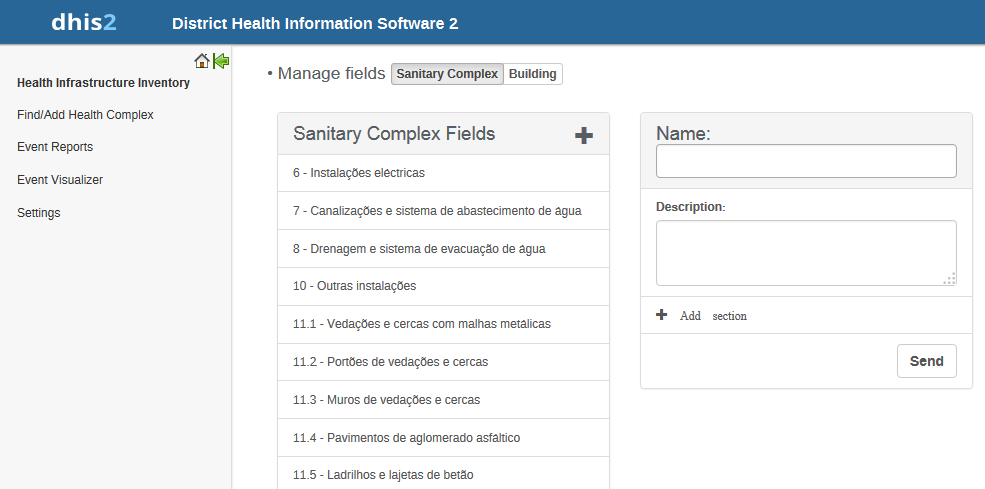 dhis2
District Health Information Software 2
Health Infrastructure Inventory
Find/Add Health Complex
Event Reports
Event Visualizer
Settings
• Manage fields Sanitary Complex Building
Sanitary Complex Fields
6 - Instalações eléctricas
7 - Canalizações e sistema de abastecimento de água
8 - Drenagem e sistema de evacuação de água
10 - Outras instalações
11.1 - Vedações e cercas com malhas metálicas
11.2 - Portões de vedações e cercas
11.3 - Muros de vedações e cercas
11.4 - Pavimentos de aglomerado asfáltico
11.5 - Ladrilhos e lajetas de betão
Name:
Description:
Add section
Send